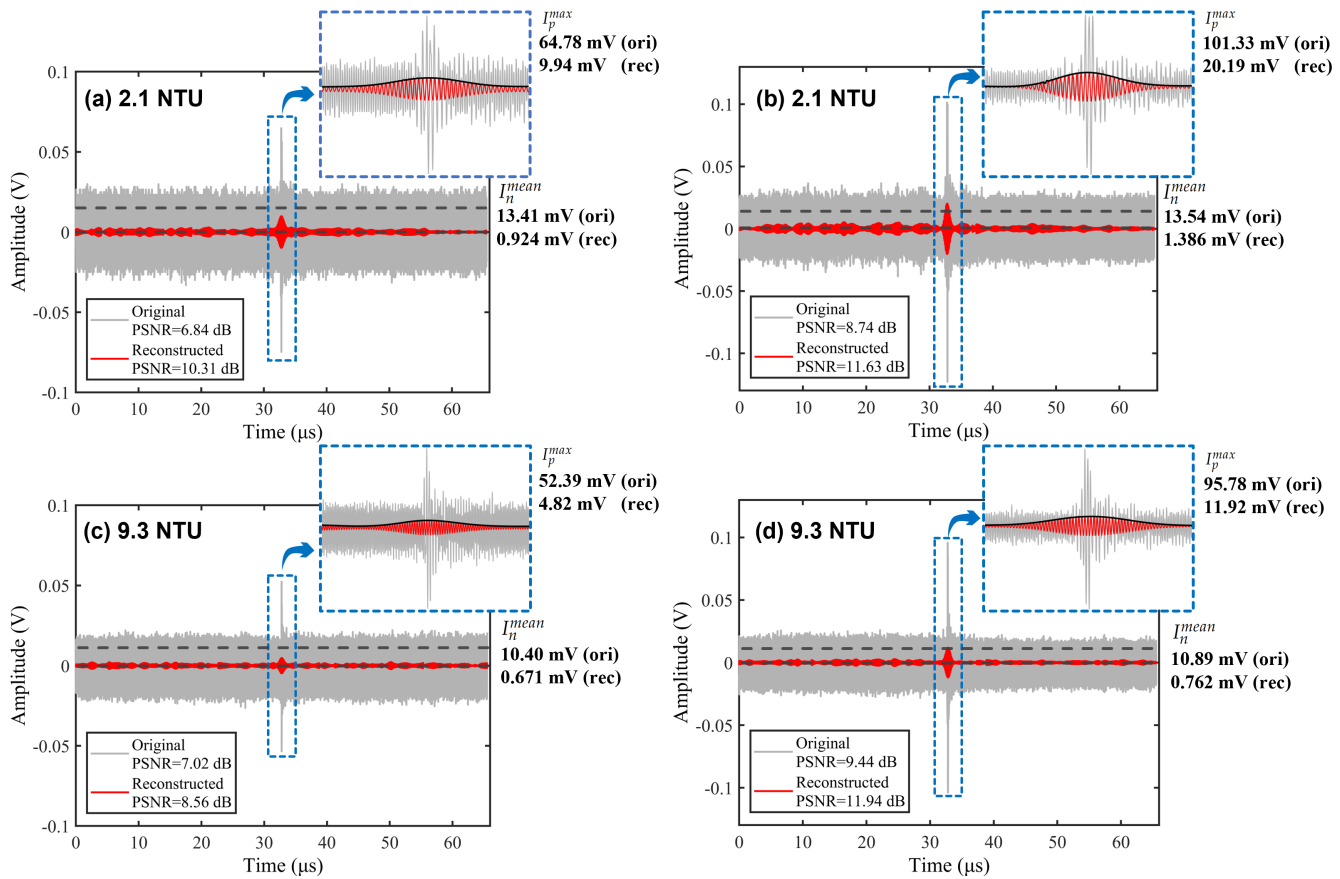 I_p^{max}
64.78 mV (ori)
9.94 mV (rec)
(a) 2.1 NTU
I_n^{mean}
13.41 mV (ori)
0.924 mV (rec)
Original
PSNR=6.84 dB
Reconstructed
PSNR=10.31 dB
0.1
0.05
0
-0.05
-0.1
Amplitude (V)
0 10 20 30 40 50 60
Time (μs)
I_p^{max}
101.33 mV (ori)
20.19 mV (rec)
(b) 2.1 NTU
I_n^{mean}
13.54 mV (ori)
1.386 mV (rec)
Original
PSNR=8.74 dB
Reconstructed
PSNR=11.63 dB
0.1
0.05
0
-0.05
-0.1
Amplitude (V)
0 10 20 30 40 50 60
Time (μs)
I_p^{max}
52.39 mV (ori)
4.82 mV (rec)
(c) 9.3 NTU
I_n^{mean}
10.40 mV (ori)
0.671 mV (rec)
Original
PSNR=7.02 dB
Reconstructed
PSNR=8.56 dB
0.1
0.05
0
-0.05
-0.1
Amplitude (V)
0 10 20 30 40 50 60
Time (μs)
I_p^{max}
95.78 mV (ori)
11.92 mV (rec)
(d) 9.3 NTU
I_n^{mean}
10.89 mV (ori)
0.762 mV (rec)
Original
PSNR=9.44 dB
Reconstructed
PSNR=11.94 dB
0.1
0.05
0
-0.05
-0.1
Amplitude (V)
0 10 20 30 40 50 60
Time (μs)